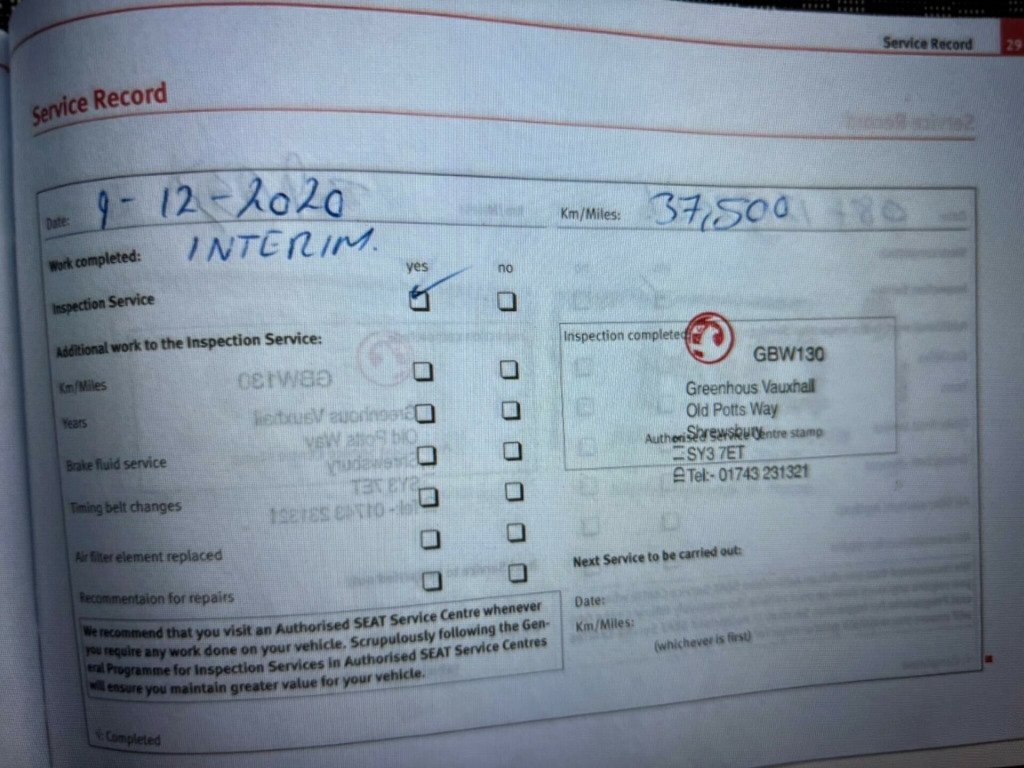 Service Record 29
Service Record
Date: 9-12-2020 Km/Miles: 37,500
Work completed: INTERIM.
yes no
Inspection Service
Additional work to the Inspection Service:
Km/Miles
Years
Brake fluid service
Timing belt changes
Air filter element replaced
Recommentaion for repairs
Inspection completed
GBW130
Greenhous Vauxhall
Old Potts Way
Shrewsbury
Authorised Service Centre stamp
SY3 7ET
Tel:- 01743 231321
Next Service to be carried out:
Date:
Km/Miles:
(whichever is first)
We recommend that you visit an Authorised SEAT Service Centre whenever
you require any work done on your vehicle. Scrupulously following the Gen-
eral Programme for Inspection Services in Authorised SEAT Service Centres
will ensure you maintain greater value for your vehicle.
Completed